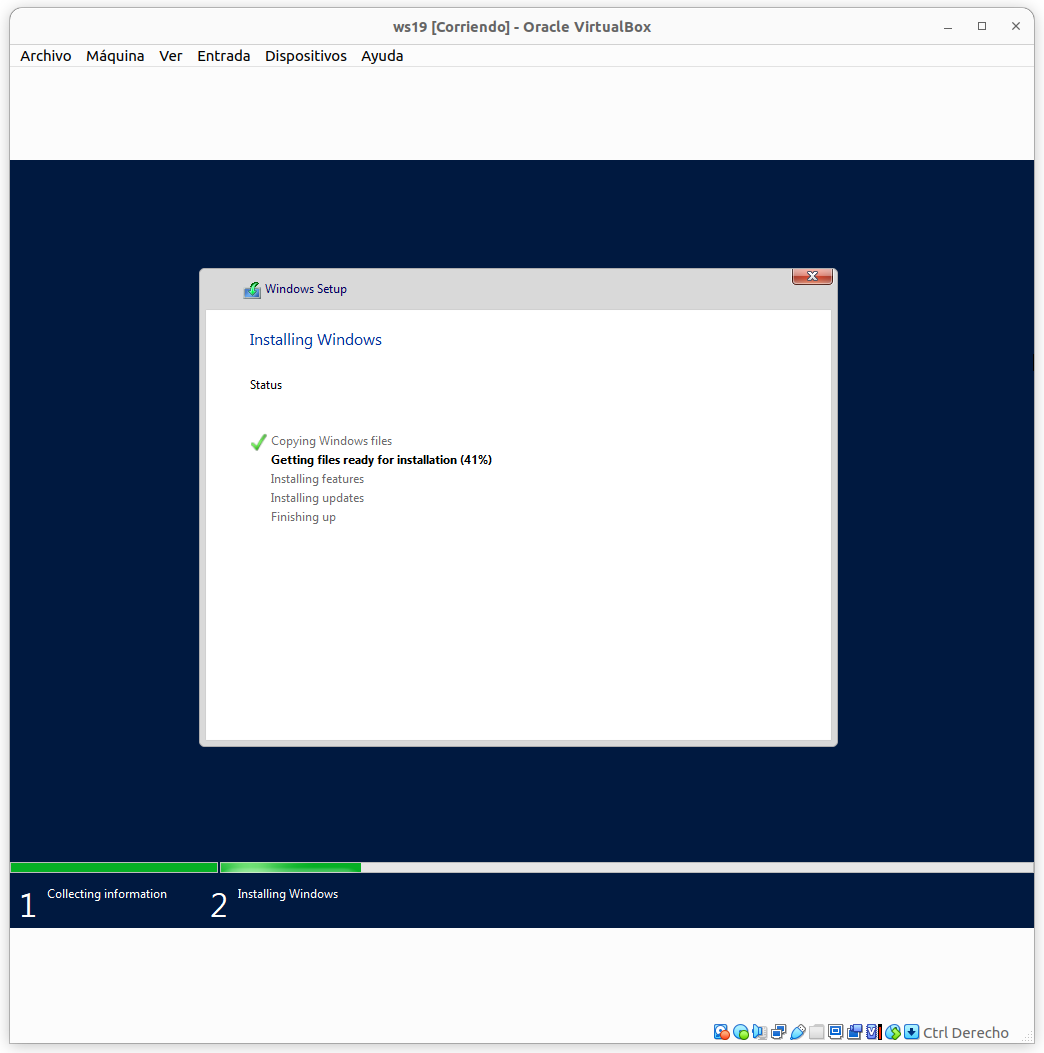 ws19 [Corriendo] - Oracle VirtualBox
Archivo Máquina Ver Entrada Dispositivos Ayuda
Windows Setup
Installing Windows
Status
Copying Windows files
Getting files ready for installation (41%)
Installing features
Installing updates
Finishing up
1 Collecting information 2 Installing Windows
Ctrl Derecho